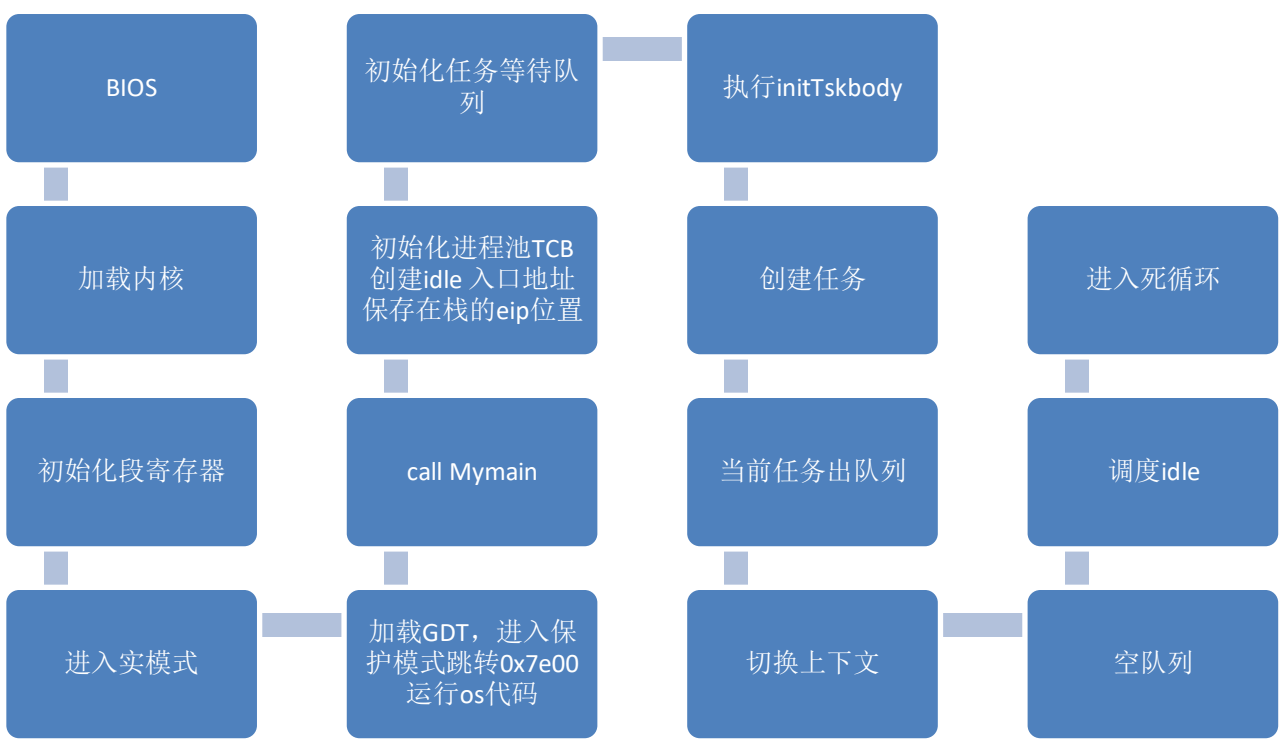 BIOS
加载内核
初始化段寄存器
进入实模式
加载GDT，进入保
护模式跳转0x7e00
运行os代码
call Mymain
初始化进程池TCB
创建idle 入口地址
保存在栈的eip位置
初始化任务等待队
列
执行initTskbody
创建任务
当前任务出队列
切换上下文
空队列
调度idle
进入死循环